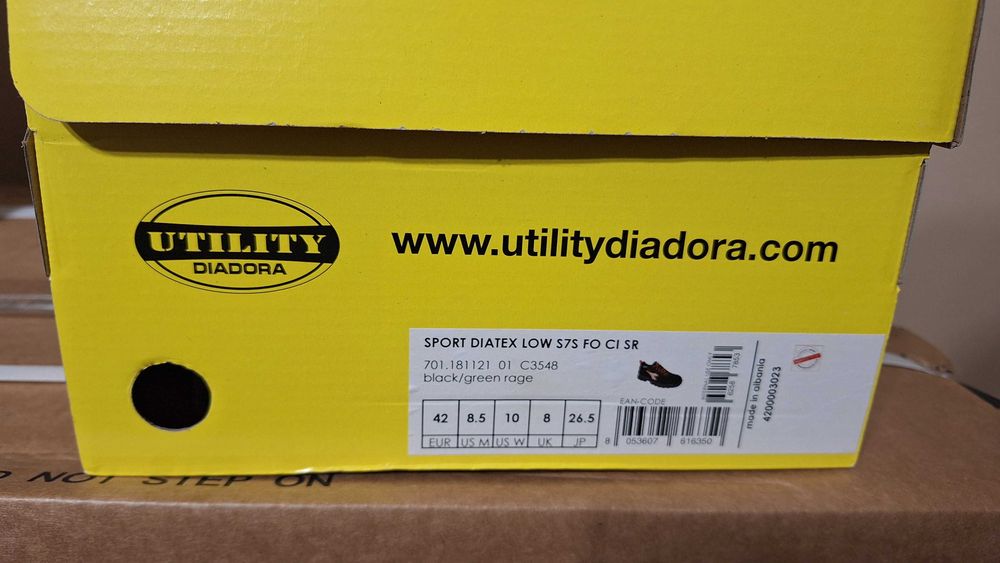 UTILITY
DIADORA
www.utilitydiadora.com
SPORT DIATEX LOW S7S FO CI SR
701.181121 01 C3548
black/green rage
42 8.5 10 8 26.5
EUR US M US W UK JP
EAN-CODE
8 053607 616350
6258 7653
made in albania
4200003023
NOT STEP ON